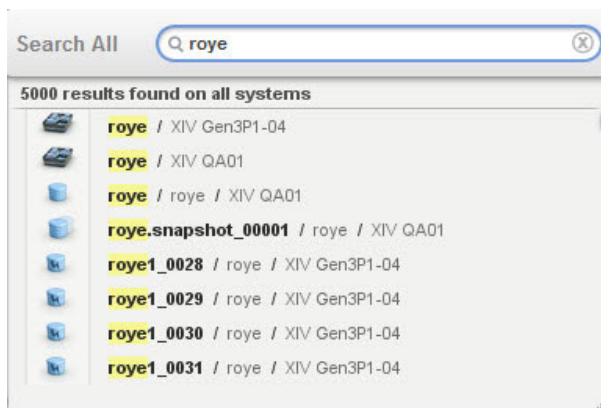 Search All roye
5000 results found on all systems
roye / XIV Gen3P1-04
roye / XIV QA01
roye / roye / XIV QA01
roye.snapshot_00001 / roye / XIV QA01
roye1_0028 / roye / XIV Gen3P1-04
roye1_0029 / roye / XIV Gen3P1-04
roye1_0030 / roye / XIV Gen3P1-04
roye1_0031 / roye / XIV Gen3P1-04